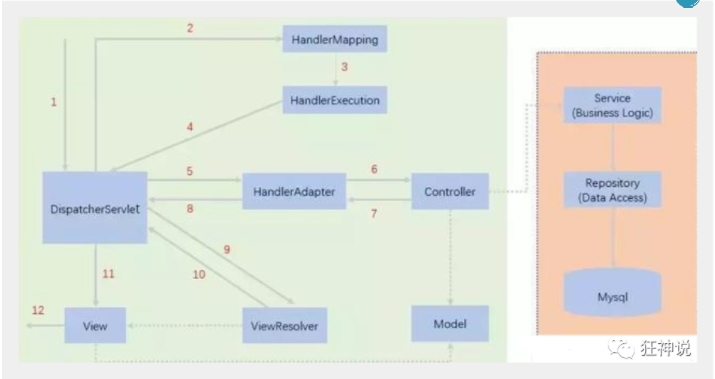 2
HandlerMapping
3
1
HandlerExecution
4
Service
(Business Logic)
5
6
DispatcherServlet
HandlerAdapter
Controller
8
7
Repository
(Data Access)
9
10
11
Mysql
12
View
ViewResolver
Model
狂神说